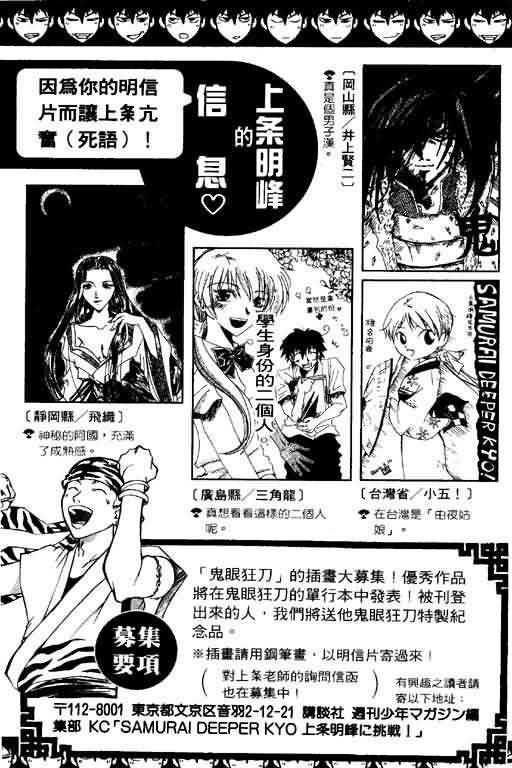 因為你的明信
片而讓上条亢
奮（死語）！
上条明峰
的
信息♡
〔岡山縣／井上賢二〕
真是個男子漢。
鬼
SAMURAI DEEPER KYO!
學生身份的二個人。
〔靜岡縣／飛織〕
神秘的阿國，充滿
了成熟感。
〔廣島縣／三角龍〕
真想看看這樣的二個人
呢。
〔台灣省／小五！〕
在台灣是「由夜姑
娘」。
募集
要項
「鬼眼狂刀」的插畫大募集！優秀作品
將在鬼眼狂刀的單行本中發表！被刊登
出來的人，我們將送他鬼眼狂刀特製紀
念品。
※插畫請用鋼筆畫，以明信片寄過來！
（對上条老師的詢問信函
也在募集中！）
有興趣之讀者請
寄以下地址：
〒112-8001 東京都文京区音羽2-12-21 講談社 週刊少年マガジン編
集部 KC「SAMURAI DEEPER KYO 上条明峰に挑戦！」